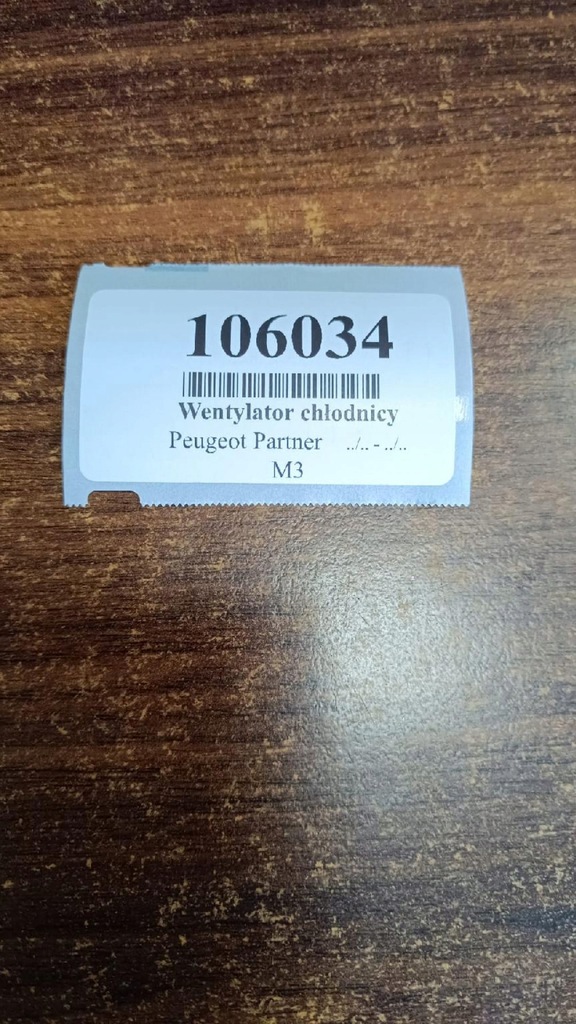 106034
Wentylator chłodnicy
Peugeot Partner ../.. - ../..
M3